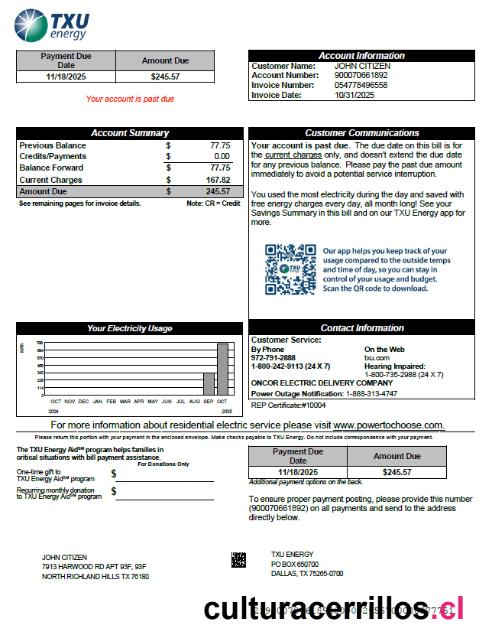 TXU
energy
Payment Due
Date
Amount Due
11/18/2025
$245.57
Your account is past due
Account Information
Customer Name: JOHN CITIZEN
Account Number: 900070661892
Invoice Number: 054778496558
Invoice Date: 10/31/2025
Account Summary
Previous Balance $ 77.75
Credits/Payments $ 0.00
Balance Forward $ 77.75
Current Charges $ 167.82
Amount Due $ 245.57
See remaining pages for invoice details. Note: CR = Credit
Customer Communications
Your account is past due. The due date on this bill is for
the current charges only, and doesn't extend the due date
for any previous balance. Please pay the past due amount
immediately to avoid a potential service interruption.
You used the most electricity during the day and saved with
free energy charges every day, all month long! See your
Savings Summary in this bill and on our TXU Energy app for
more.
TXU
Our app helps you keep track of your
usage compared to the outside temps
and time of day, so you can stay in
control of your usage and budget.
Scan the QR code to download.
Your Electricity Usage
OCT NOV DEC JAN FEB MAR APR MAY JUN JUL AUG SEP OCT
2024 2025
Contact Information
Customer Service:
By Phone
972-791-2888
1-800-242-9113 (24 X 7)
On the Web
txu.com
Hearing Impaired:
1-800-735-2988 (24 X 7)
ONCOR ELECTRIC DELIVERY COMPANY
Power Outage Notification: 1-888-313-4747
REP Certificate:#10004
For more information about residential electric service please visit www.powertochoose.com.
Please return this portion with your payment in the enclosed envelope. Make checks payable to TXU Energy. Do not include correspondence with your payment.
The TXU Energy Aid℠ program helps families in
critical situations with bill payment assistance.
For Donations Only
One-time gift to
TXU Energy Aid℠ program $
Recurring monthly donation
to TXU Energy Aid℠ program $
Payment Due
Date
Amount Due
11/18/2025
$245.57
Additional payment options on the back.
To ensure proper payment posting, please provide this number
(900070661892) on all payments and send to the address
directly below.
JOHN CITIZEN
7913 HARWOOD RD APT 93F, 93F
NORTH RICHLAND HILLS TX 76180
TXU ENERGY
PO BOX 650700
DALLAS, TX 75265-0700
culturacerrillos.cl